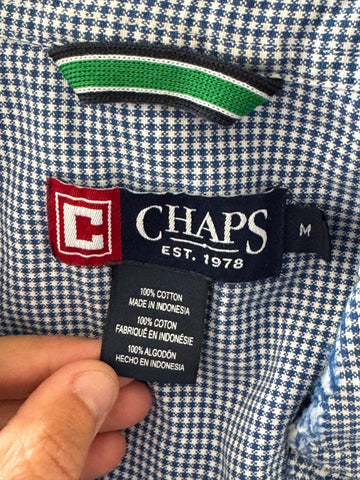 C
CHAPS
EST. 1978
M
100% COTTON
MADE IN INDONESIA
100% COTON
FABRIQUÉ EN INDONÉSIE
100% ALGODÓN
HECHO EN INDONESIA